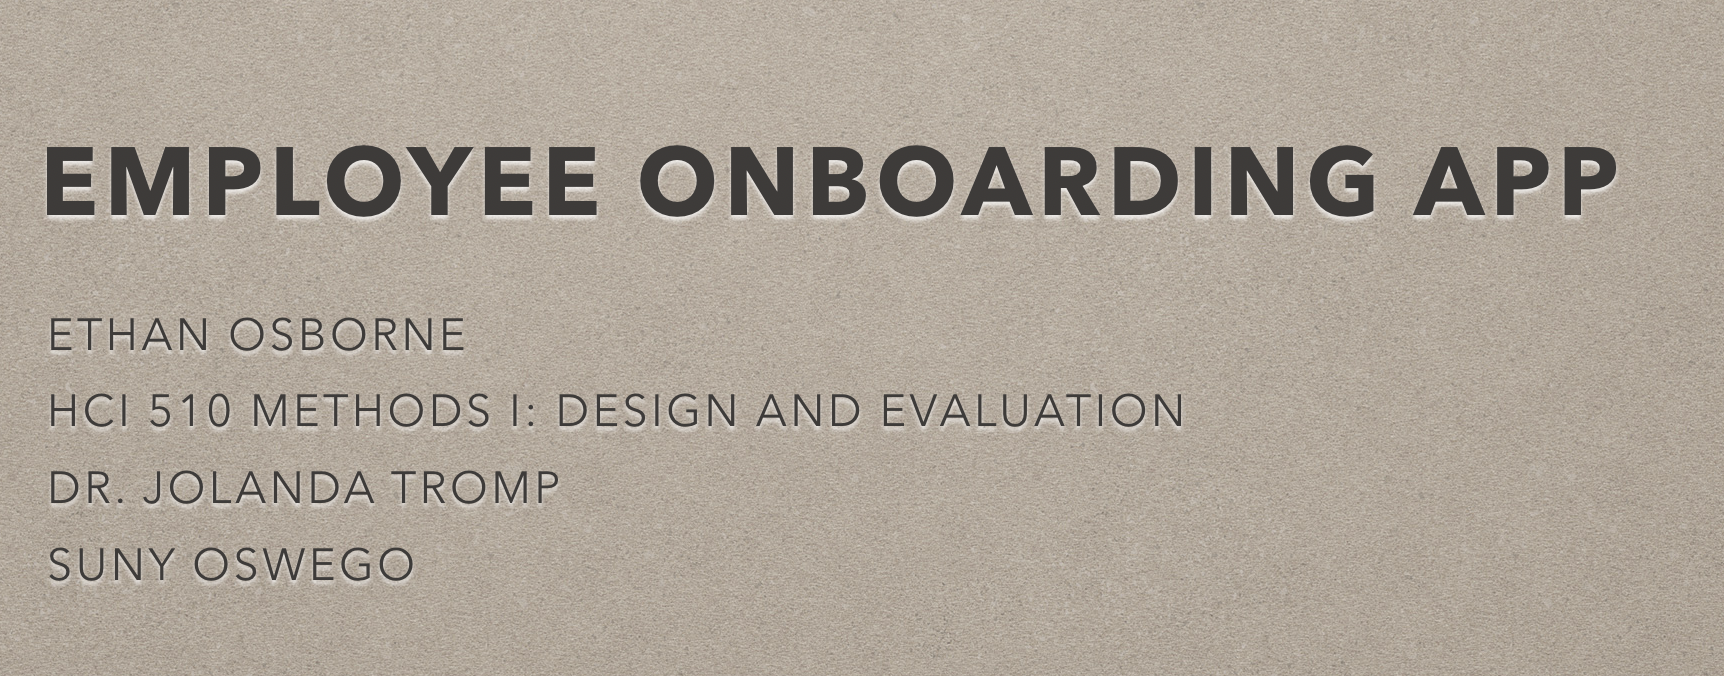 EMPLOYEE ONBOARDING APP
ETHAN OSBORNE
HCI 510 METHODS I: DESIGN AND EVALUATION
DR. JOLANDA TROMP
SUNY OSWEGO